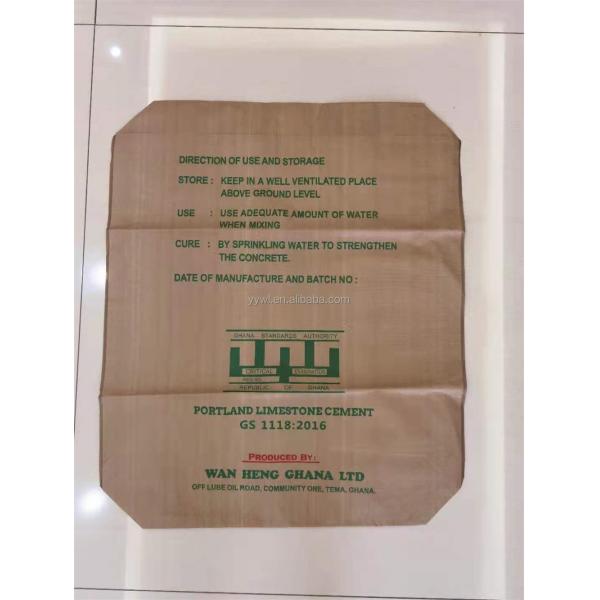 DIRECTION OF USE AND STORAGE
STORE : KEEP IN A WELL VENTILATED PLACE
ABOVE GROUND LEVEL
USE : USE ADEQUATE AMOUNT OF WATER
WHEN MIXING
CURE : BY SPRINKLING WATER TO STRENGTHEN
THE CONCRETE.
DATE OF MANUFACTURE AND BATCH NO :
yywl.en.alibaba.com
GHANA STANDARDS AUTHORITY
CRITICAL
REPUBLIC OF GHANA
PORTLAND LIMESTONE CEMENT
GS 1118:2016
PRODUCED BY:
WAN HENG GHANA LTD
OFF LUBE OIL ROAD, COMMUNITY ONE, TEMA, GHANA.